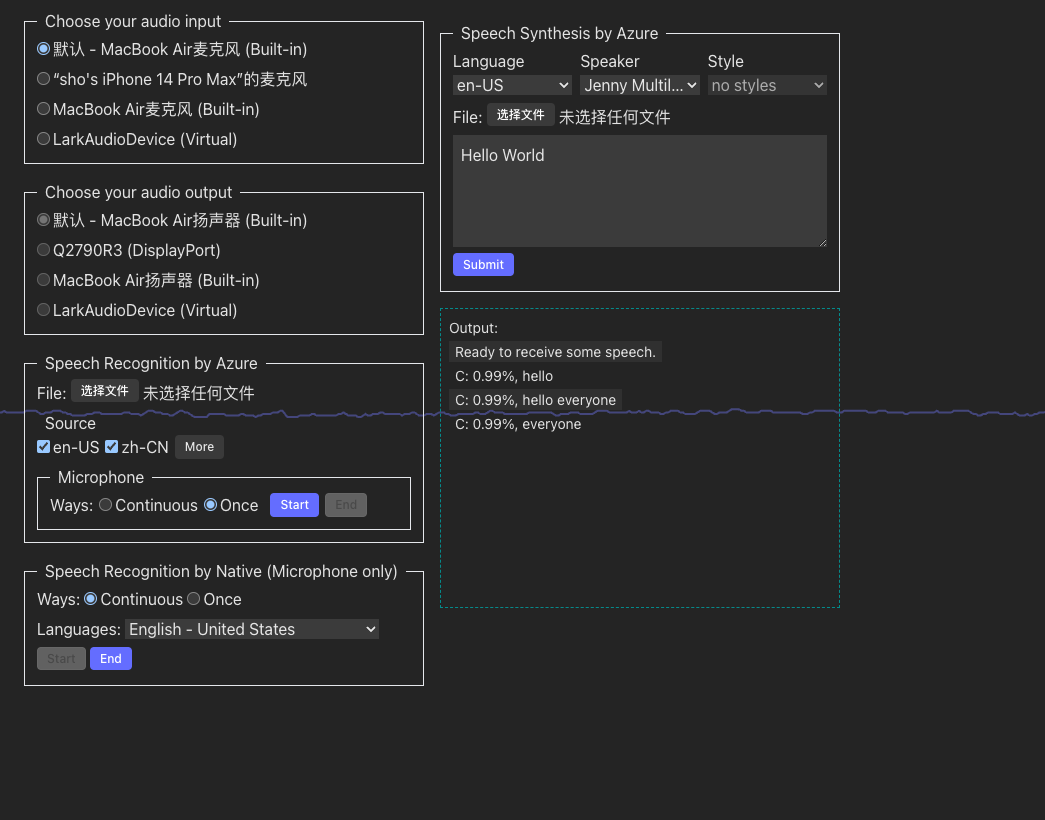 Choose your audio input
默认 - MacBook Air麦克风 (Built-in)
“sho's iPhone 14 Pro Max”的麦克风
MacBook Air麦克风 (Built-in)
LarkAudioDevice (Virtual)
Choose your audio output
默认 - MacBook Air扬声器 (Built-in)
Q2790R3 (DisplayPort)
MacBook Air扬声器 (Built-in)
LarkAudioDevice (Virtual)
Speech Recognition by Azure
File: 选择文件 未选择任何文件
Source
en-US zh-CN More
Microphone
Ways: Continuous Once Start End
Speech Recognition by Native (Microphone only)
Ways: Continuous Once
Languages: English - United States
Start End
Speech Synthesis by Azure
Language Speaker Style
en-US Jenny Multil... no styles
File: 选择文件 未选择任何文件
Hello World
Submit
Output:
Ready to receive some speech.
C: 0.99%, hello
C: 0.99%, hello everyone
C: 0.99%, everyone